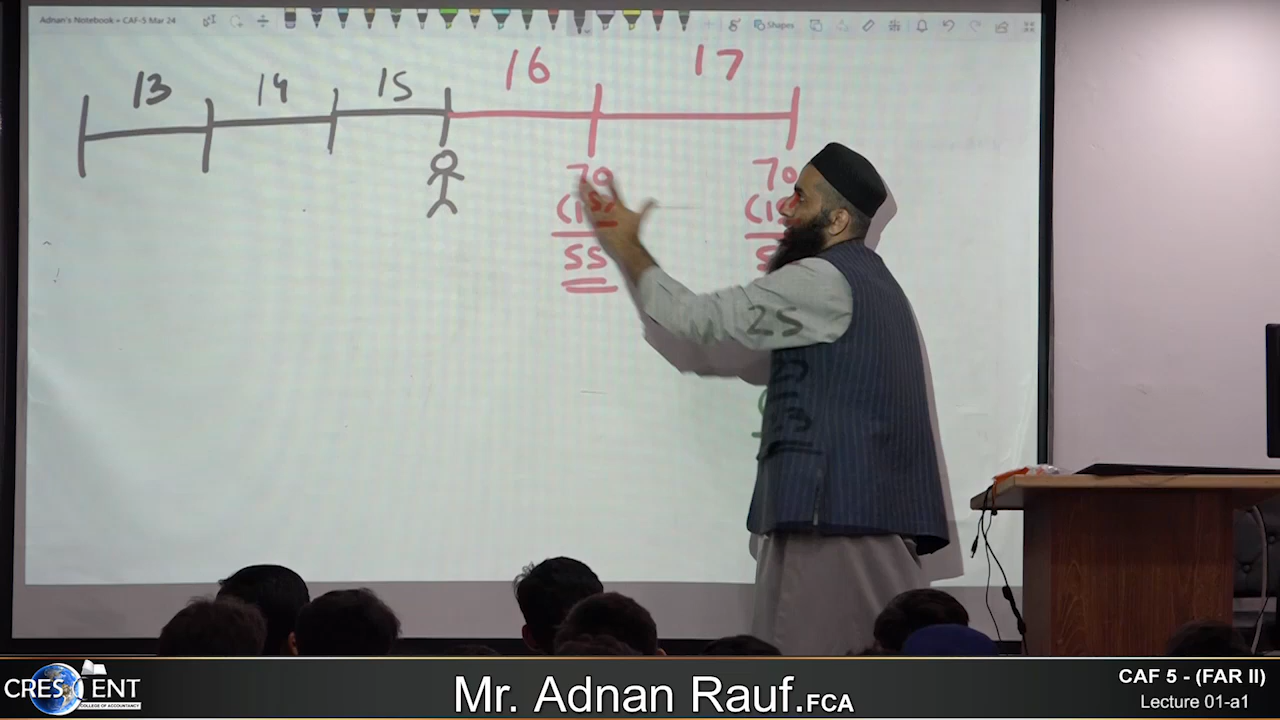 Adnan's Notebook » CAF-5 Mar 24
Shapes
13 14 15 16 17
70 70
(15)
55
25
CRESCENT
COLLEGE OF ACCOUNTANCY
Mr. Adnan Rauf.FCA
CAF 5 - (FAR II)
Lecture 01-a1